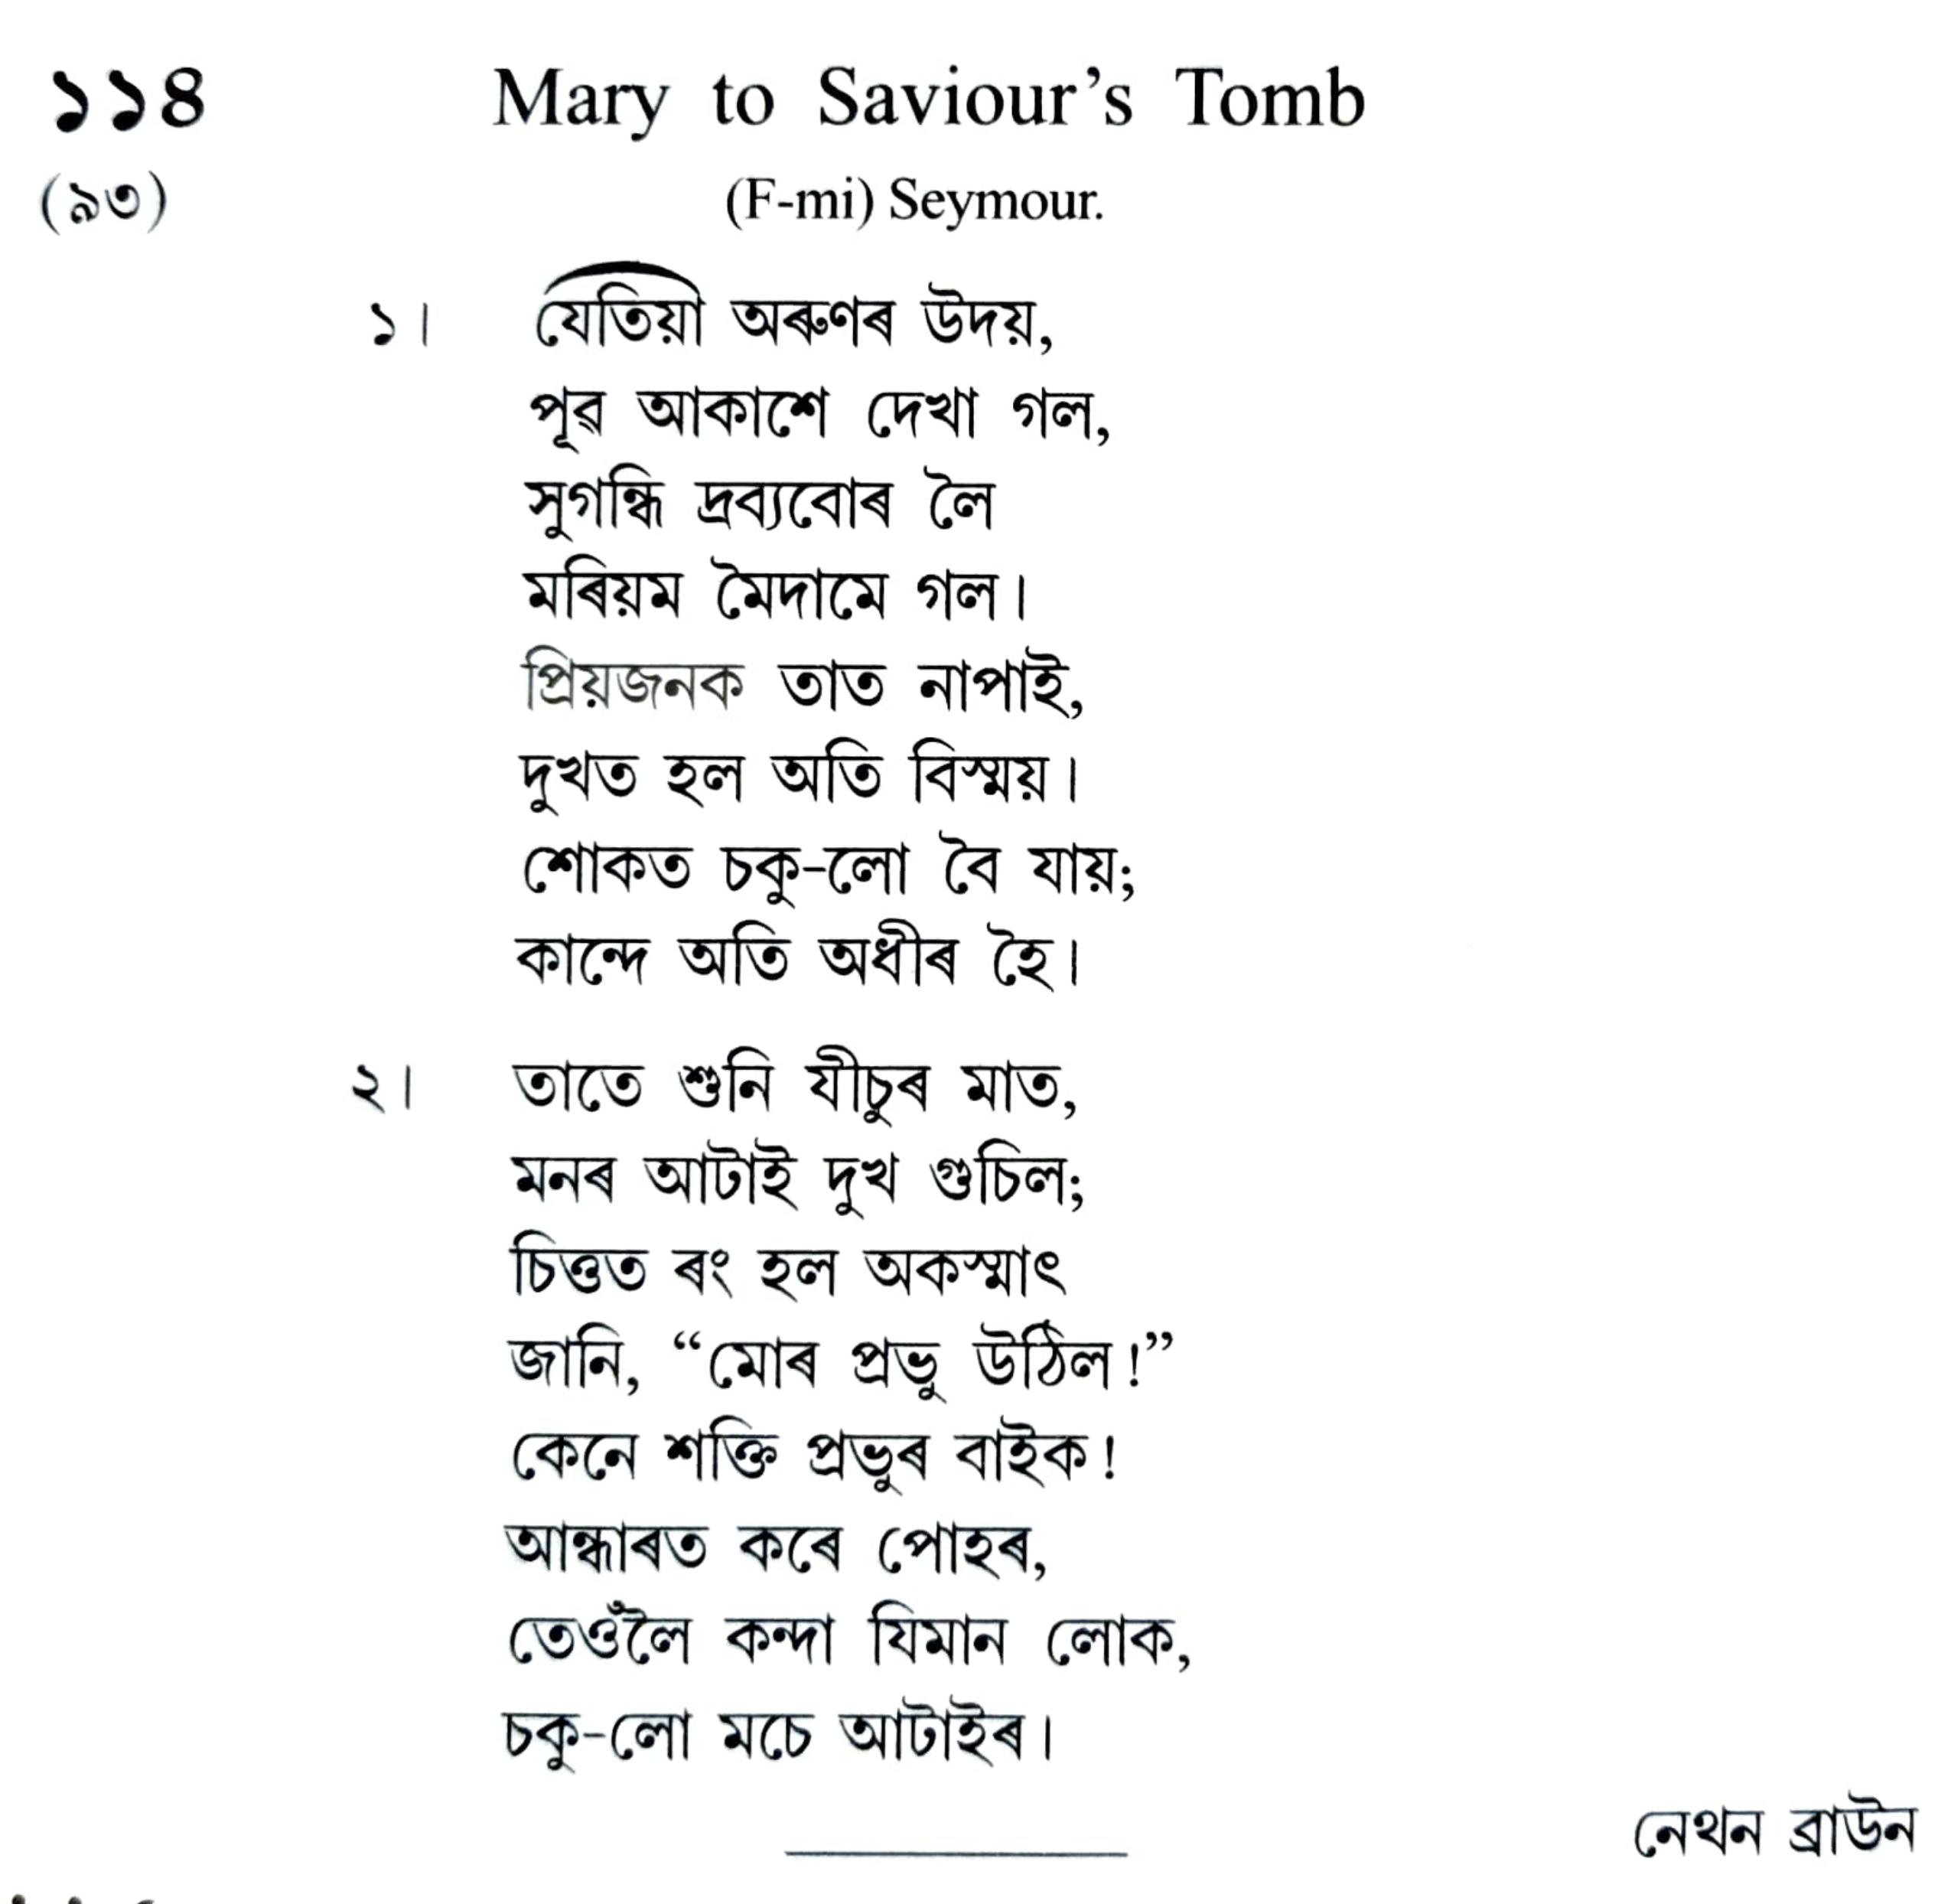 ১১৪ Mary to Saviour’s Tomb
(৯৩) (F-mi) Seymour.
১। যেতিয়া অৰুণৰ উদয়,
পূৱ আকাশে দেখা গল,
সুগন্ধি দ্রব্যবোৰ লৈ
মৰিয়ম মৈদামে গল।
প্ৰিয়জনক তাত নাপাই,
দুখত হল অতি বিস্ময়।
শোকত চকু-লো বৈ যায়;
কান্দে অতি অধীৰ হৈ।
২। তাতে শুনি যীচুৰ মাত,
মনৰ আটাই দুখ গুচিল;
চিত্তত ৰং হল অকস্মাৎ
জানি, “মোৰ প্ৰভু উঠিল!”
কেনে শক্তি প্ৰভুৰ বাইক!
আন্ধাৰত কৰে পোহৰ,
তেওঁলৈ কন্দা যিমান লোক,
চকু-লো মচে আটাইৰ।
নেথন ব্ৰাউন